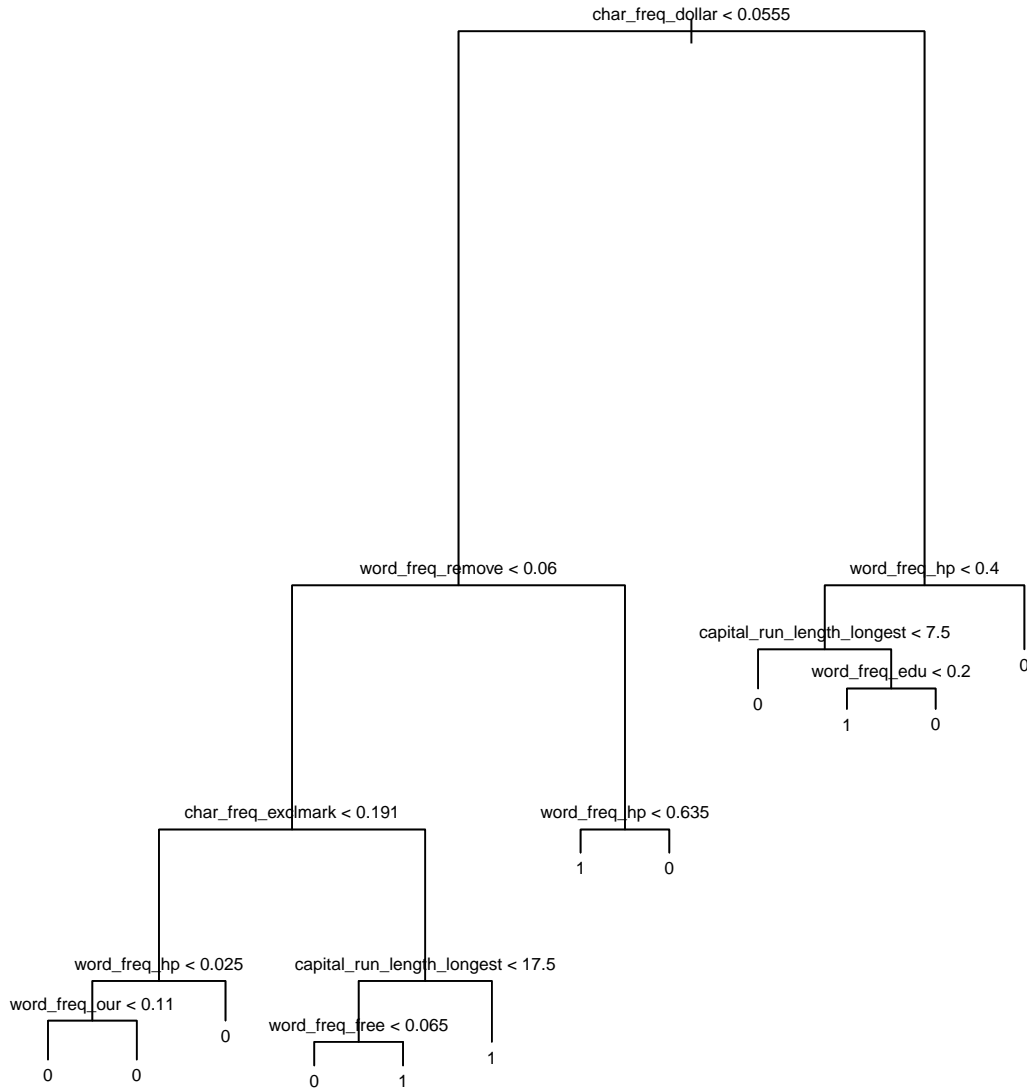 char_freq_dollar < 0.0555
word_freq_remove < 0.06
word_freq_hp < 0.4
capital_run_length_longest < 7.5
0
word_freq_edu < 0.2
0
1
0
char_freq_exclmark < 0.191
word_freq_hp < 0.635
1
0
word_freq_hp < 0.025
capital_run_length_longest < 17.5
word_freq_our < 0.11
0
word_freq_free < 0.065
1
0
0
0
1